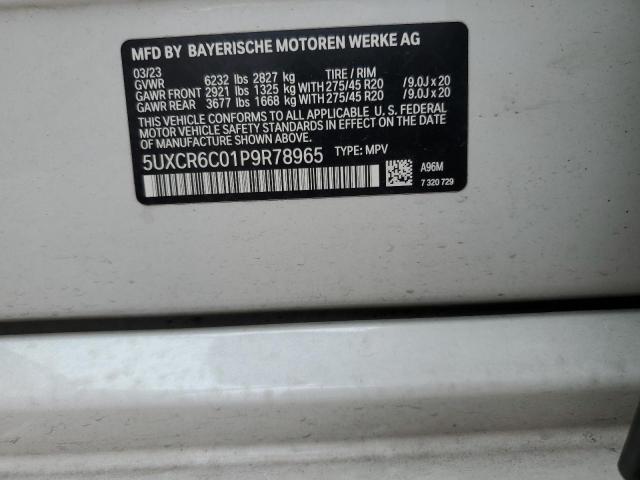 MFD BY BAYERISCHE MOTOREN WERKE AG
03/23 TIRE / RIM
GVWR 6232 lbs 2827 kg
GAWR FRONT 2921 lbs 1325 kg WITH 275/45 R20 / 9.0J x 20
GAWR REAR 3677 lbs 1668 kg WITH 275/45 R20 / 9.0J x 20
THIS VEHICLE CONFORMS TO ALL APPLICABLE U. S. FEDERAL
MOTOR VEHICLE SAFETY STANDARDS IN EFFECT ON THE
DATE OF MANUFACTURE SHOWN ABOVE.
5UXCR6C01P9R78965 TYPE: MPV
A96M
7 320 729